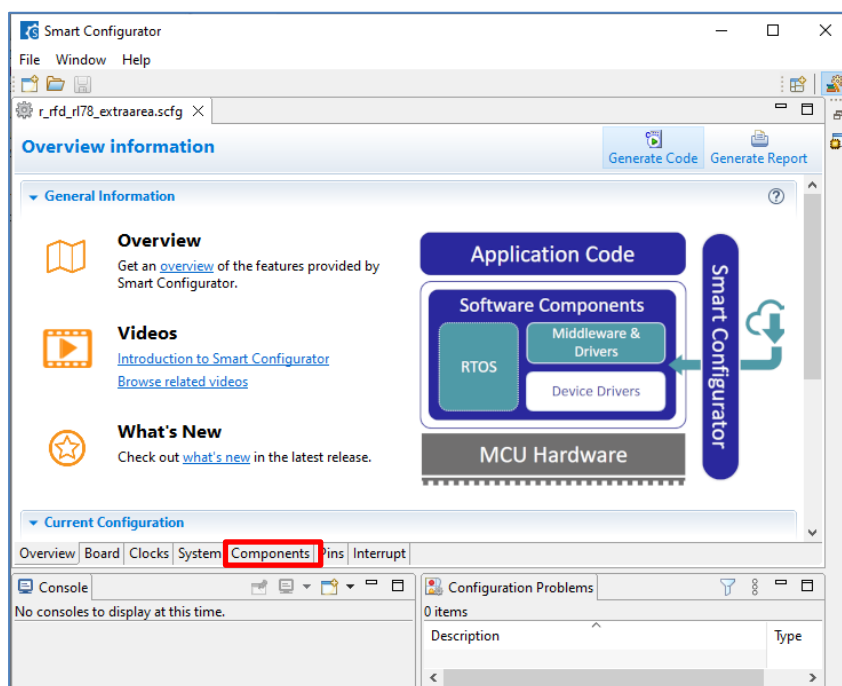 Smart Configurator
File Window Help
r_rfd_rl78_extraarea.scfg
Overview information
Generate Code
Generate Report
General Information
Overview
Get an overview of the features provided by
Smart Configurator.
Videos
Introduction to Smart Configurator
Browse related videos
What's New
Check out what's new in the latest release.
Application Code
Software Components
RTOS
Middleware &
Drivers
Device Drivers
MCU Hardware
Smart Configurator
Current Configuration
Overview Board Clocks System Components Pins Interrupt
Console
No consoles to display at this time.
Configuration Problems
0 items
Description Type